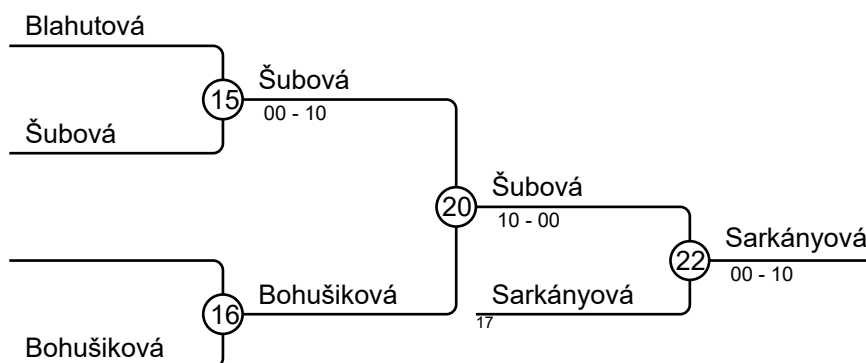 Blahutová
15
Šubová
00 - 10
Šubová
20
Šubová
10 - 00
22
Sarkányová
00 - 10
16
Bohušiková
Sarkányová
17
Bohušiková